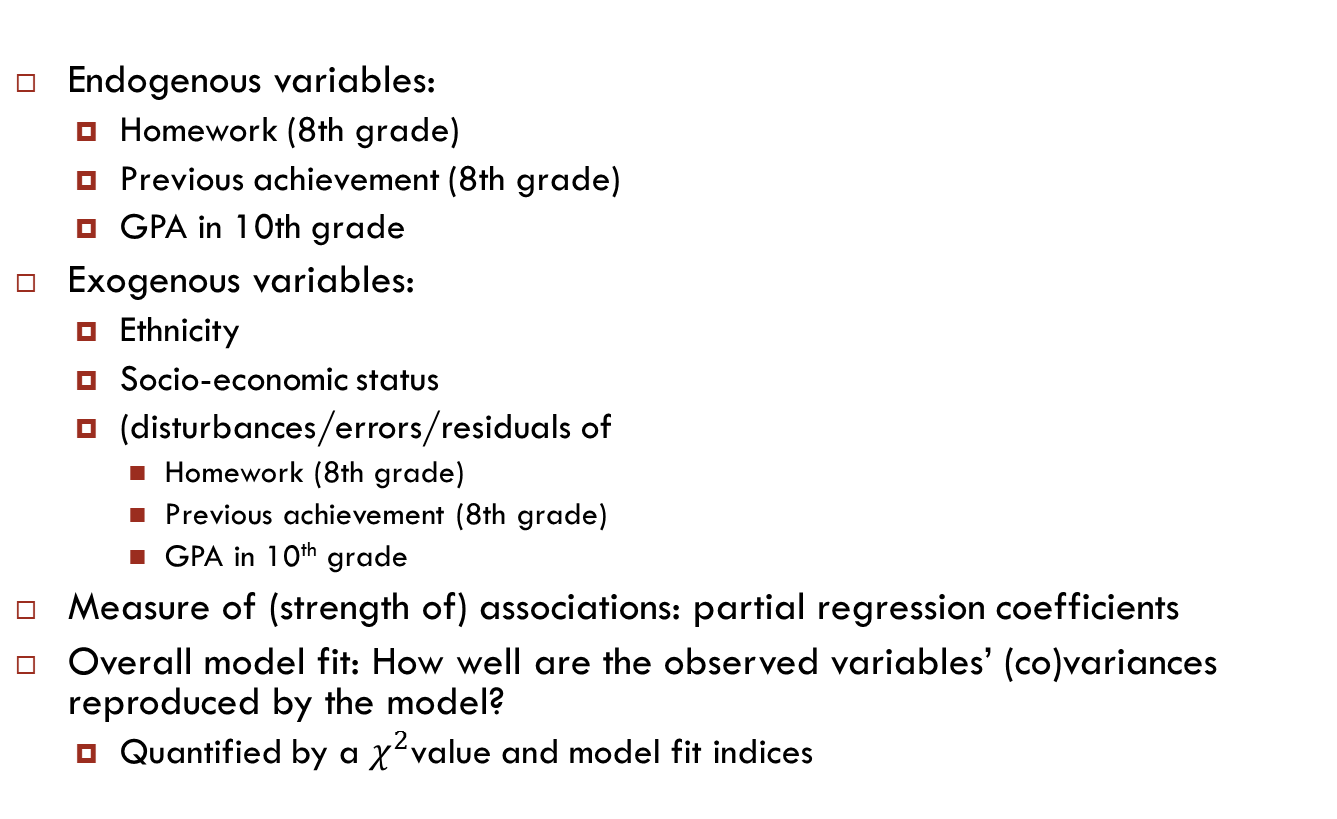 Endogenous variables:
Homework (8th grade)
Previous achievement (8th grade)
GPA in 10th grade
Exogenous variables:
Ethnicity
Socio-economic status
(disturbances/errors/residuals of
Homework (8th grade)
Previous achievement (8th grade)
GPA in 10th grade
Measure of (strength of) associations: partial regression coefficients
Overall model fit: How well are the observed variables’ (co)variances
reproduced by the model?
Quantified by a χ² value and model fit indices